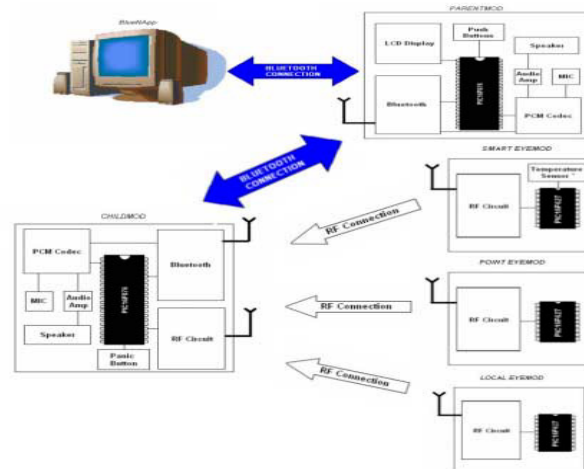 PARENTMOD
Push
Buttons
LCD Display
Speaker
BLUETOOTH
CONNECTION
Audio
Amp
MIC
Bluetooth
PCM Codec
BLUETOOTH
CONNECTION
SMART EYEMOD
Temperature
Sensor
RF Circuit
RF Connection
CHILDMOD
PCM Codec
Bluetooth
MIC
Audio
Amp
Speaker
RF Circuit
Panic
Button
POINT EYEMOD
RF Circuit
RF Connection
LOCAL EYEMOD
RF Circuit
RF Connection